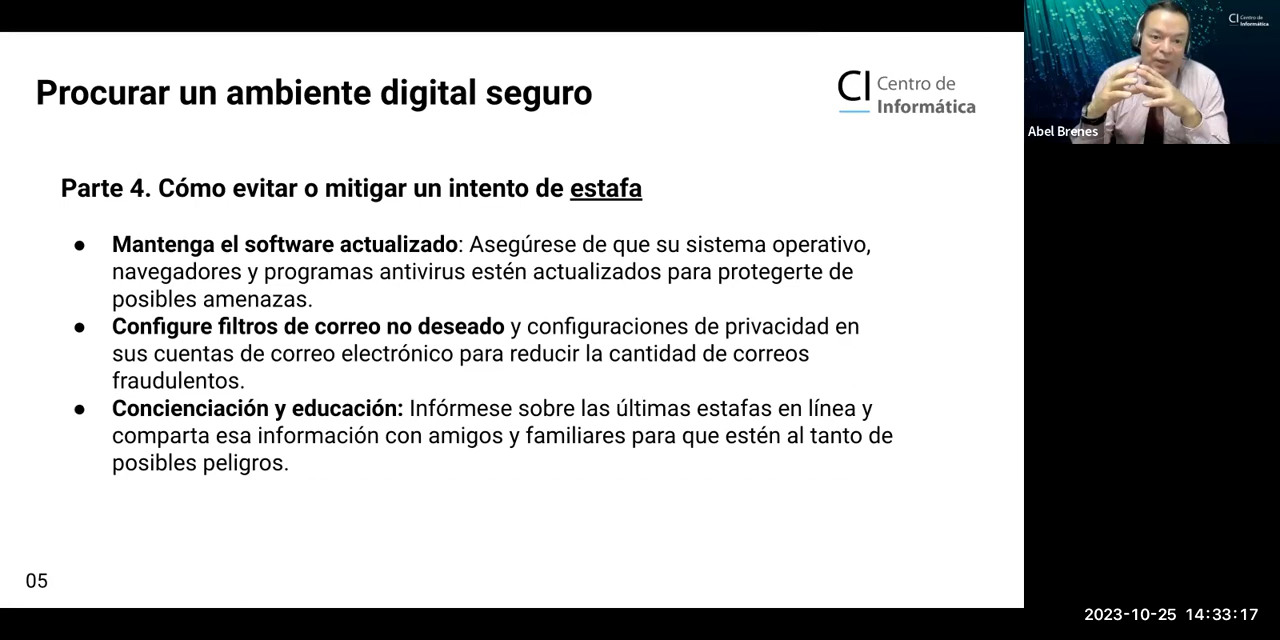 Procurar un ambiente digital seguro
CI Centro de
Informática
Parte 4. Cómo evitar o mitigar un intento de estafa
● Mantenga el software actualizado: Asegúrese de que su sistema operativo,
navegadores y programas antivirus estén actualizados para protegerte de
posibles amenazas.
● Configure filtros de correo no deseado y configuraciones de privacidad en
sus cuentas de correo electrónico para reducir la cantidad de correos
fraudulentos.
● Concienciación y educación: Infórmese sobre las últimas estafas en línea y
comparta esa información con amigos y familiares para que estén al tanto de
posibles peligros.
05
CI Centro de
Informática
Abel Brenes
2023-10-25 14:33:17